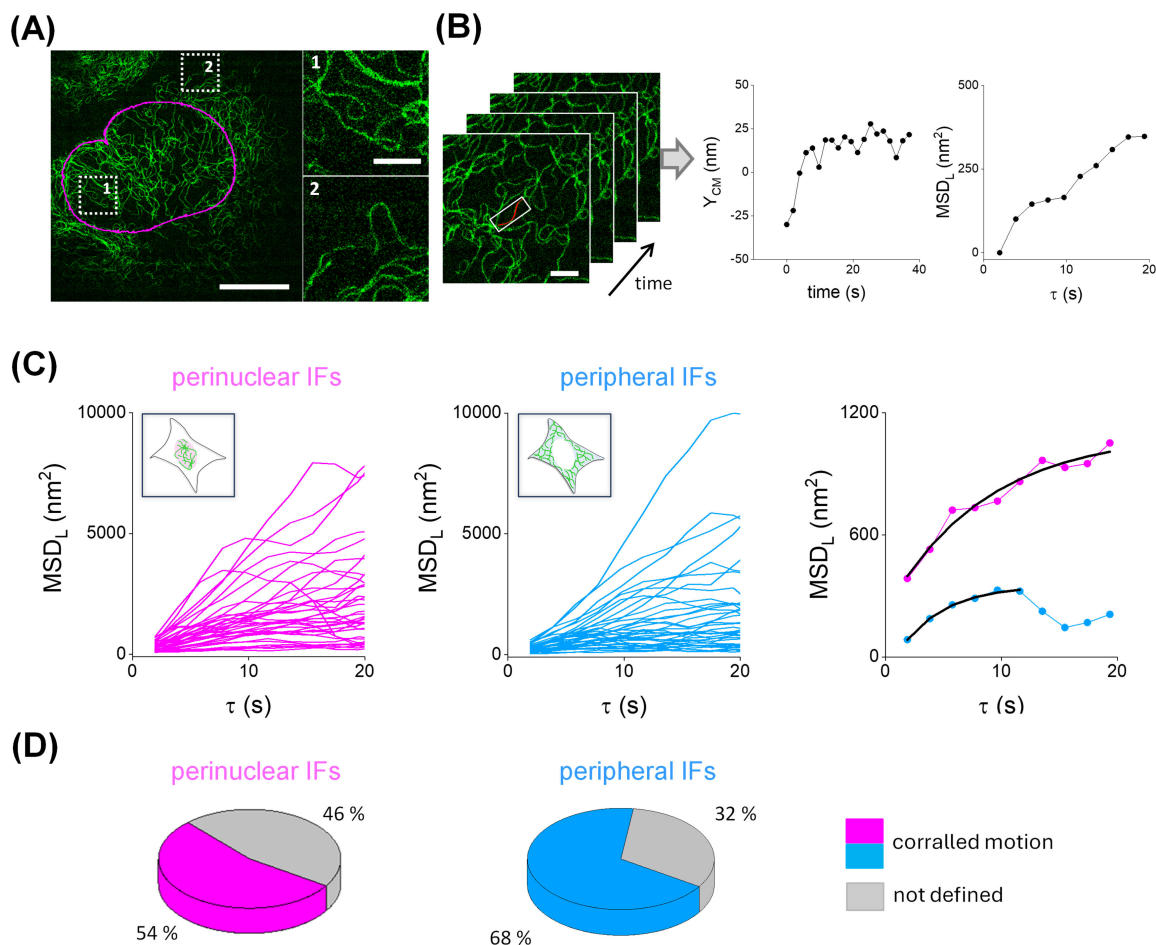 (A)
2
1
1
2
(B)
time
Y_CM (nm)
50
25
0
-25
-50
0
20
40
time (s)
MSD_L (nm²)
500
250
0
0
10
20
τ (s)
(C)
perinuclear IFs
MSD_L (nm²)
10000
5000
0
0
10
20
τ (s)
peripheral IFs
MSD_L (nm²)
10000
5000
0
0
10
20
τ (s)
MSD_L (nm²)
1200
600
0
0
10
20
τ (s)
(D)
perinuclear IFs
46 %
54 %
peripheral IFs
32 %
68 %
corralled motion
not defined